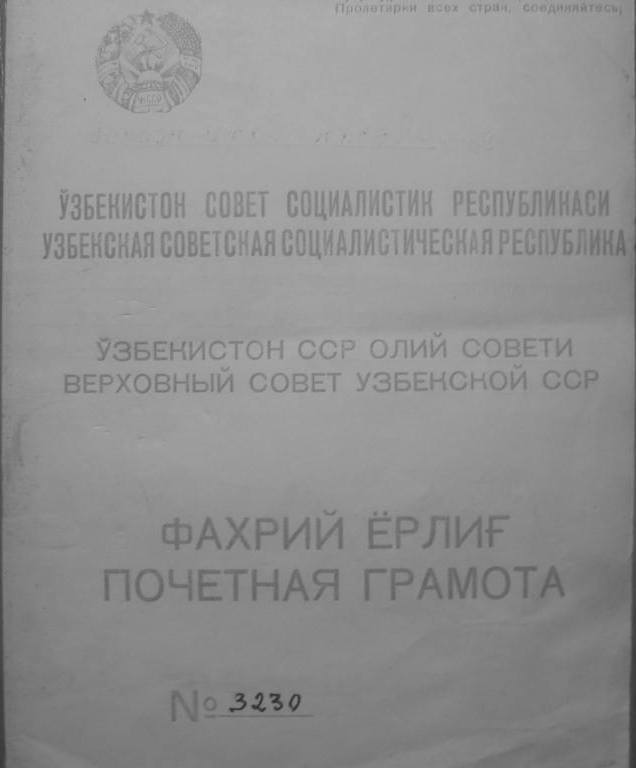 Пролетарии всех стран, соединяйтесь!
ЎЗБЕКИСТОН СОВЕТ СОЦИАЛИСТИК РЕСПУБЛИКАСИ
УЗБЕКСКАЯ СОВЕТСКАЯ СОЦИАЛИСТИЧЕСКАЯ РЕСПУБЛИКА
ЎЗБЕКИСТОН ССР ОЛИЙ СОВЕТИ
ВЕРХОВНЫЙ СОВЕТ УЗБЕКСКОЙ ССР
ФАХРИЙ ЁРЛИҒ
ПОЧЕТНАЯ ГРАМОТА
№ 3230